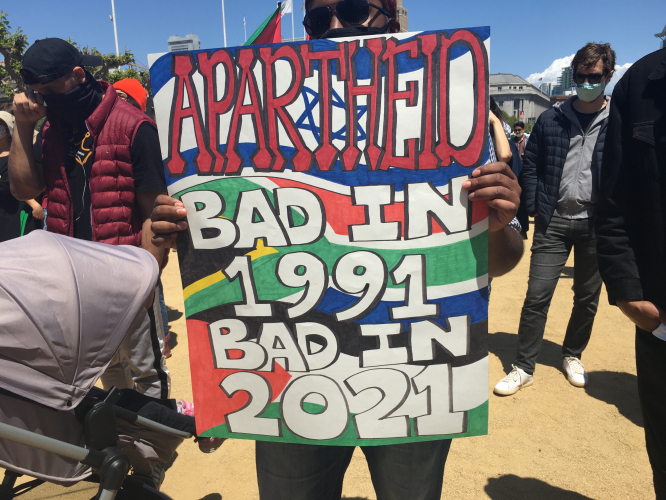 APARTHEID
BAD IN
1991
BAD IN
2021